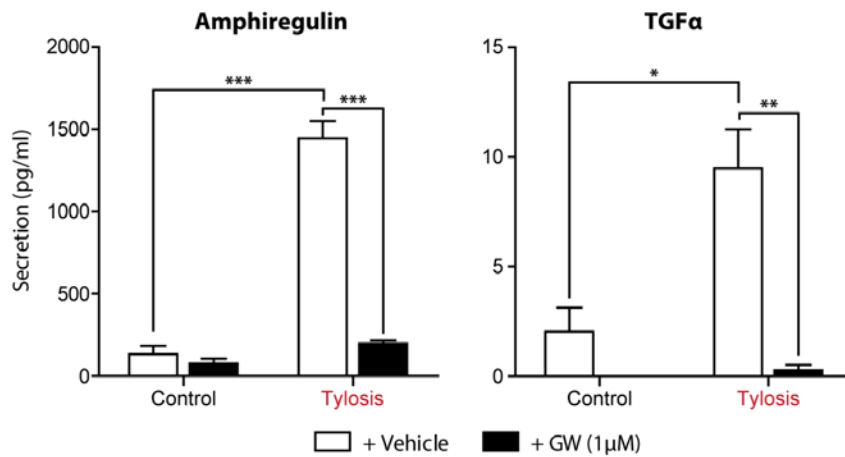 Amphiregulin
TGFα
Secretion (pg/ml)
2000
1500
1000
500
0
***
***
Control
Tylosis
15
10
5
0
*
**
Control
Tylosis
+ Vehicle
+ GW (1µM)